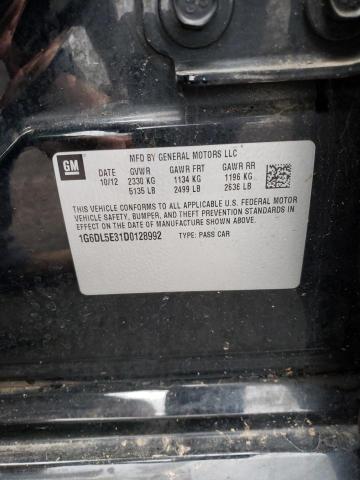 GM
MFD BY GENERAL MOTORS LLC
DATE GVWR GAWR FRT GAWR RR
10/12 2330 KG 1134 KG 1196 KG
5135 LB 2499 LB 2636 LB
THIS VEHICLE CONFORMS TO ALL APPLICABLE U.S. FEDERAL MOTOR
VEHICLE SAFETY, BUMPER, AND THEFT PREVENTION STANDARDS IN
EFFECT ON THE DATE OF MANUFACTURE SHOWN ABOVE.
1G6DL5E31D0128992 TYPE: PASS CAR